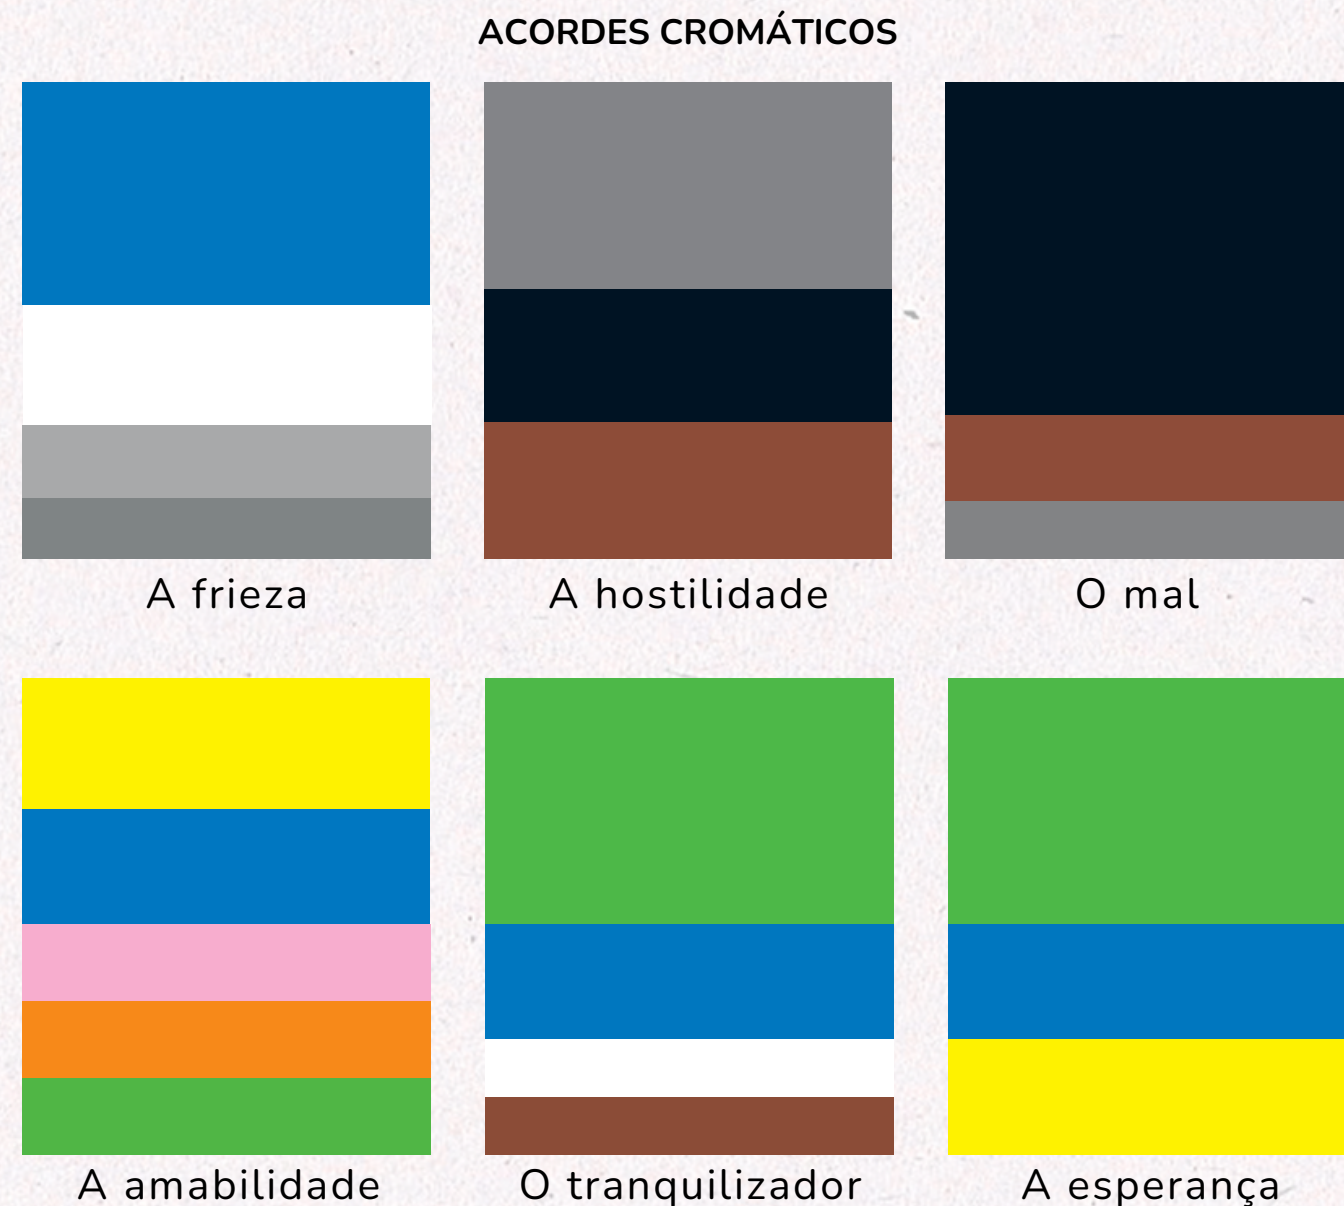 ACORDES CROMÁTICOS
A frieza
A hostilidade
O mal
A amabilidade
O tranquilizador
A esperança